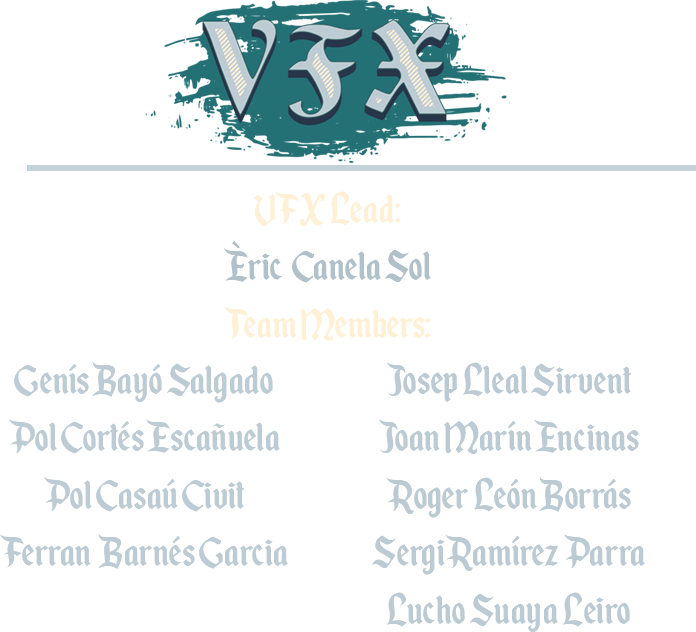 VFX
VFX Lead:
Èric Canela Sol
Team Members:
Genís Bayó Salgado
Josep Lleal Sirvent
Pol Cortés Escañuela
Joan Marín Encinas
Pol Casaú Civit
Roger León Borrás
Ferran Barnés Garcia
Sergi Ramírez Parra
Lucho Suaya Leiro